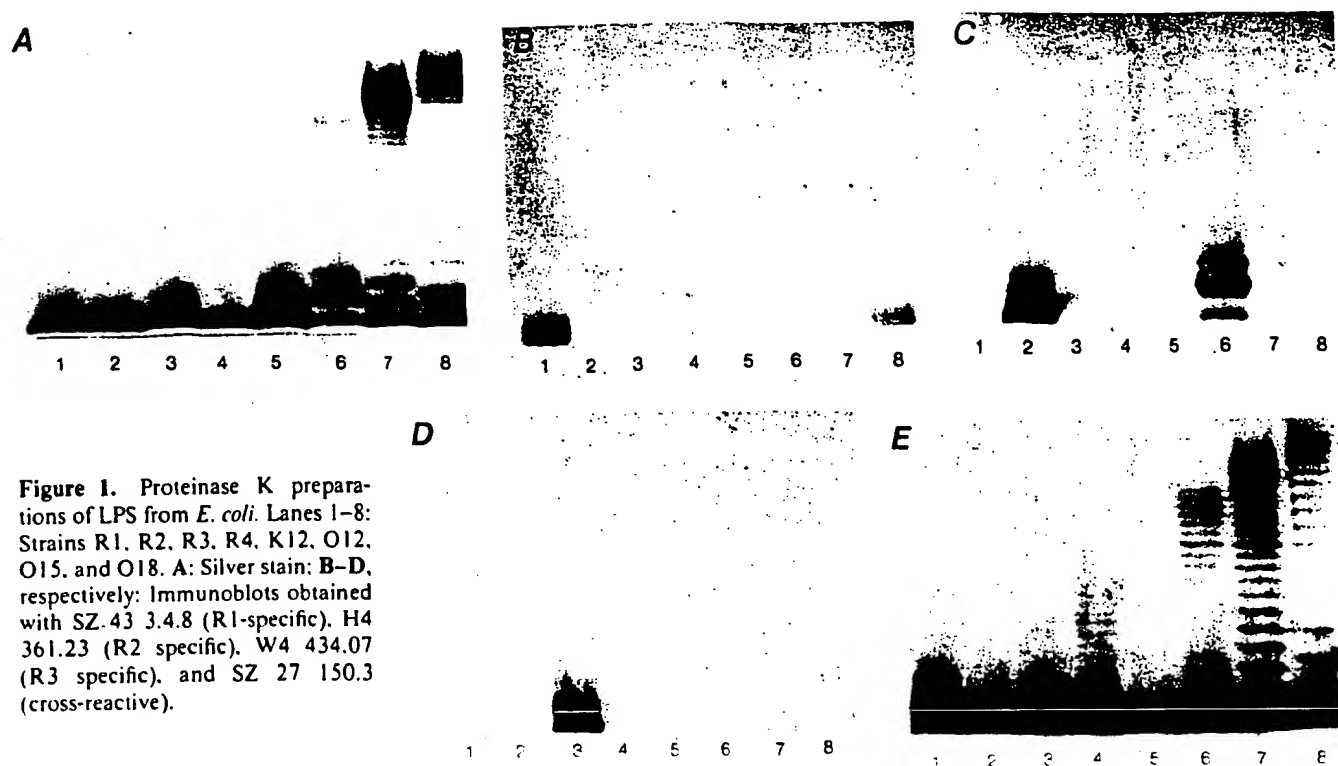 A
B
C
1 2 3 4 5 6 7 8
1 2 3 4 5 6 7 8
1 2 3 4 5 6 7 8
D
E
Figure 1. Proteinase K prepara-
tions of LPS from E. coli. Lanes 1–8:
Strains R1, R2, R3, R4, K12, O12,
O15, and O18. A: Silver stain; B–D,
respectively: Immunoblots obtained
with SZ-43 3.4.8 (R1-specific), H4
361.23 (R2 specific), W4 434.07
(R3 specific), and SZ 27 150.3
(cross-reactive).
1 2 3 4 5 6 7 8
1 2 3 4 5 6 7 8